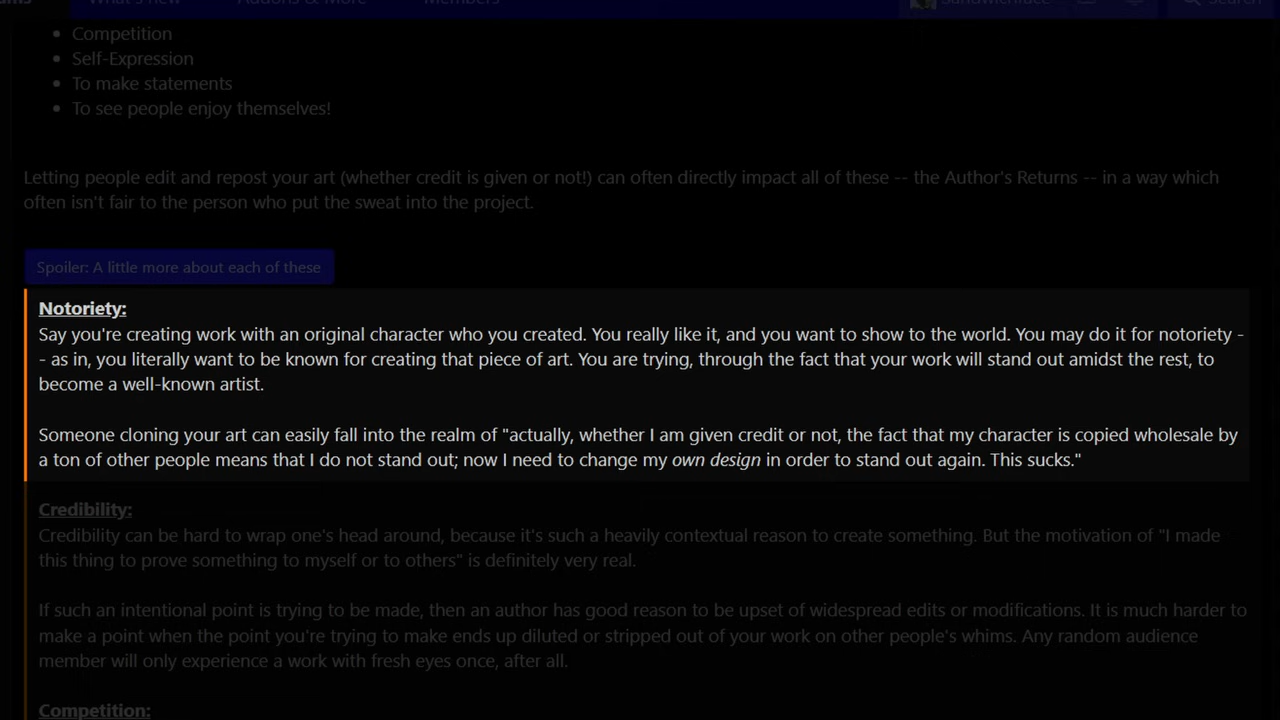 What's new Addons & More Members Sandwichface Search
Competition
Self-Expression
To make statements
To see people enjoy themselves!
Letting people edit and repost your art (whether credit is given or not!) can often directly impact all of these -- the Author's Returns -- in a way which
often isn't fair to the person who put the sweat into the project.
Spoiler: A little more about each of these
Notoriety:
Say you're creating work with an original character who you created. You really like it, and you want to show to the world. You may do it for notoriety -
- as in, you literally want to be known for creating that piece of art. You are trying, through the fact that your work will stand out amidst the rest, to
become a well-known artist.
Someone cloning your art can easily fall into the realm of "actually, whether I am given credit or not, the fact that my character is copied wholesale by
a ton of other people means that I do not stand out; now I need to change my own design in order to stand out again. This sucks."
Credibility:
Credibility can be hard to wrap one's head around, because it's such a heavily contextual reason to create something. But the motivation of "I made
this thing to prove something to myself or to others" is definitely very real.
If such an intentional point is trying to be made, then an author has good reason to be upset of widespread edits or modifications. It is much harder to
make a point when the point you're trying to make ends up diluted or stripped out of your work on other people's whims. Any random audience
member will only experience a work with fresh eyes once, after all.
Competition: